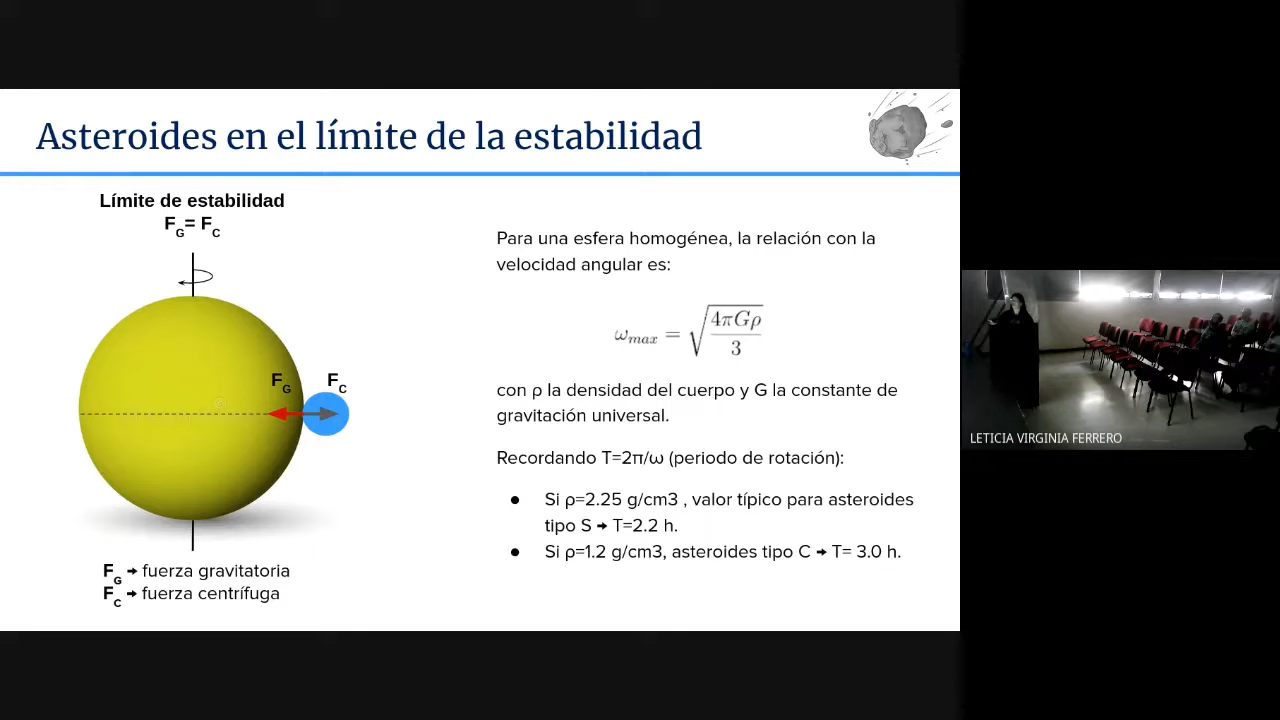 Asteroides en el límite de la estabilidad
Límite de estabilidad
F_G = F_C
F_G F_C
F_G → fuerza gravitatoria
F_C → fuerza centrífuga
Para una esfera homogénea, la relación con la
velocidad angular es:
ω_max = √(4πGρ/3)
con ρ la densidad del cuerpo y G la constante de
gravitación universal.
Recordando T=2π/ω (periodo de rotación):
● Si ρ=2.25 g/cm3 , valor típico para asteroides
tipo S → T=2.2 h.
● Si ρ=1.2 g/cm3, asteroides tipo C → T= 3.0 h.
LETICIA VIRGINIA FERRERO